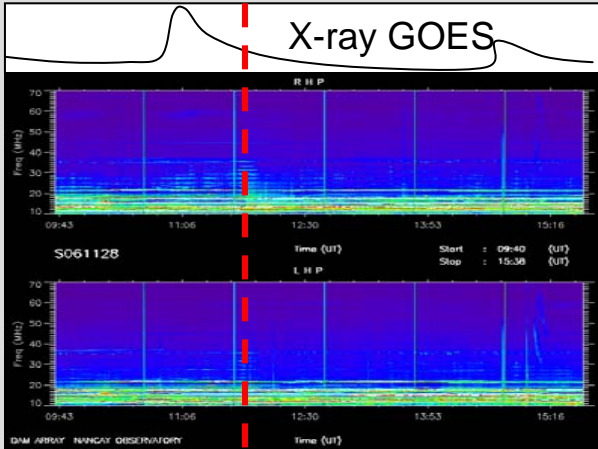 X-ray GOES
R H P
70
60
50
40
30
20
10
Freq (MHz)
09:43 11:06 12:30 13:53 15:16
S061128 Time (UT) Start : 09:40 (UT)
Stop : 15:38 (UT)
L H P
70
60
50
40
30
20
10
Freq (MHz)
09:43 11:06 12:30 13:53 15:16
DAM ARRAY NANCAY OBSERVATORY Time (UT)